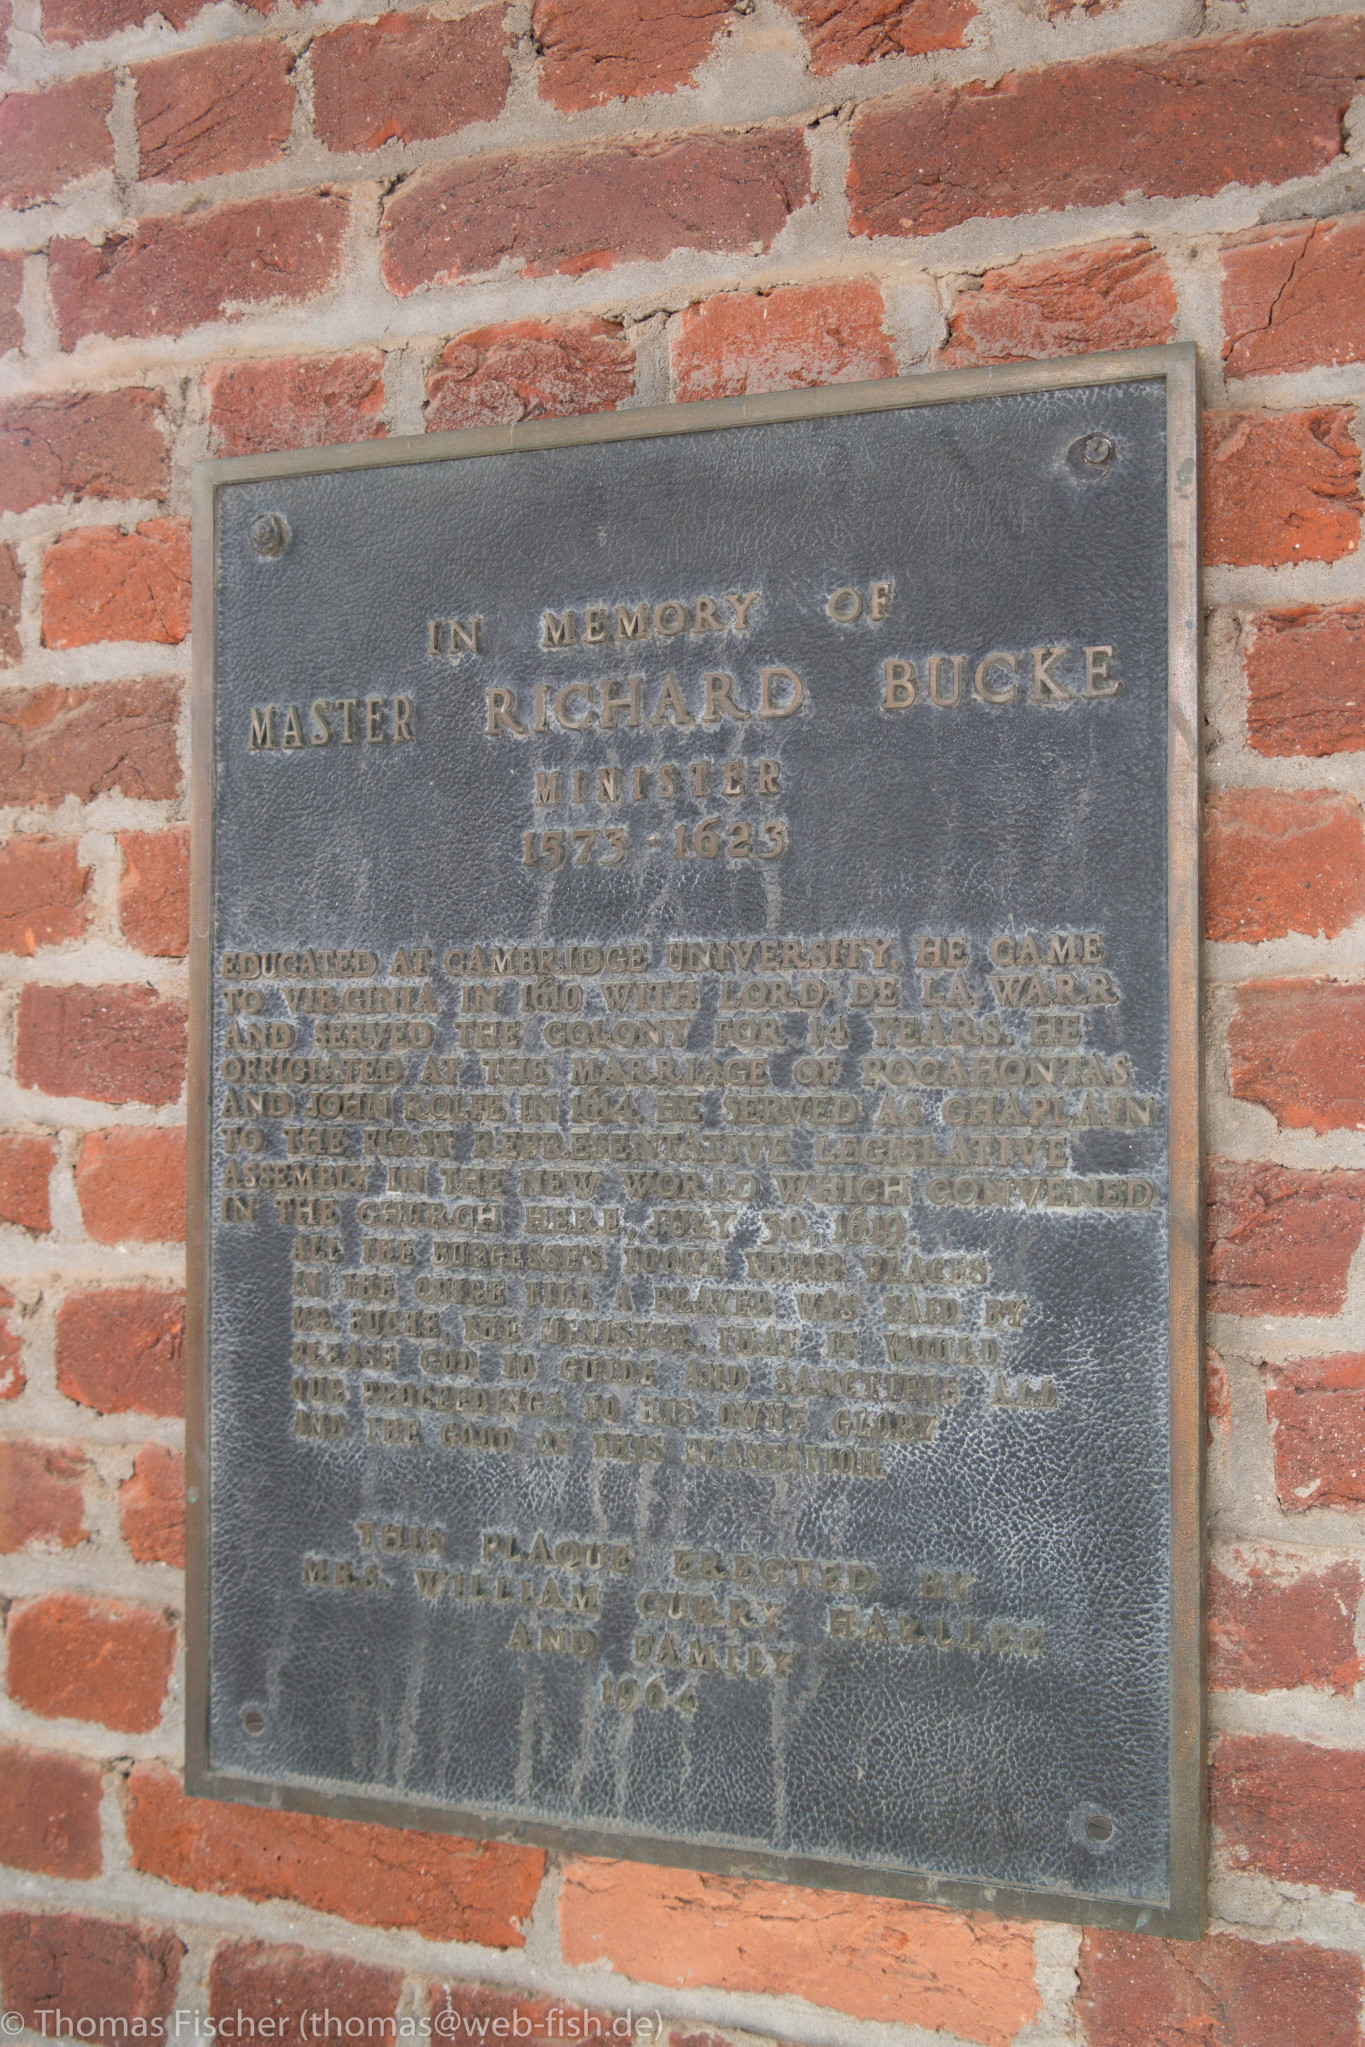 IN MEMORY OF
MASTER RICHARD BUCKE
MINISTER
1573 - 1623
EDUCATED AT CAMBRIDGE UNIVERSITY, HE CAME
TO VIRGINIA IN 1610 WITH LORD DE LA WARR
AND SERVED THE COLONY FOR 14 YEARS. HE
OFFICIATED AT THE MARRIAGE OF POCAHONTAS
AND JOHN ROLFE IN 1614. HE SERVED AS CHAPLAIN
TO THE FIRST REPRESENTATIVE LEGISLATIVE
ASSEMBLY IN THE NEW WORLD WHICH CONVENED
IN THE CHURCH HERE, JULY 30, 1619.
ALL THE BURGESSE'S TOOKE THEIR PLACES
IN THE QUIRE TILL A PRAYER WAS SAID BY
MR. BUCKE, THE MINISTER, THAT IT WOULD
PLEASE GOD TO GUIDE AND SANCTIFIE ALL
OUR PROCEEDINGS TO HIS OWNE GLORY
AND THE GOOD OF THIS PLANTATION.
THIS PLAQUE ERECTED BY
MRS. WILLIAM CURRY HARLLEE
AND FAMILY
1964
© Thomas Fischer (thomas@web-fish.de)